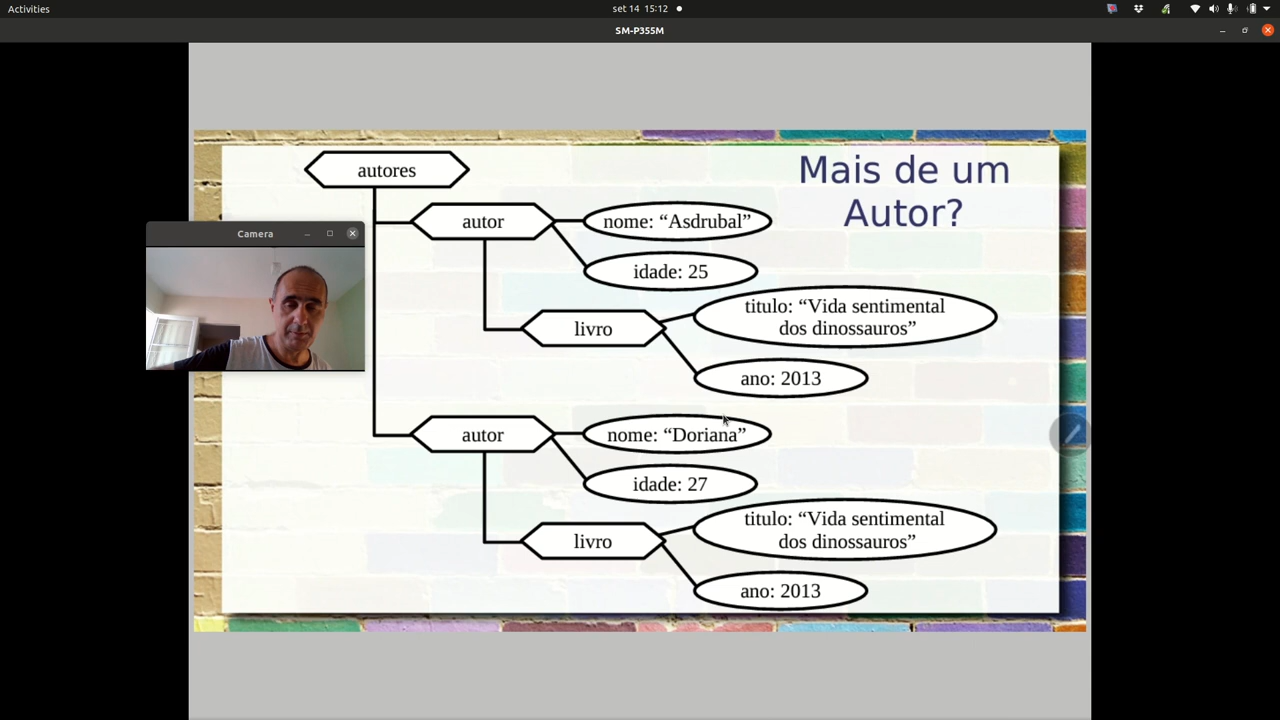 Activities
set 14 15:12
SM-P355M
Mais de um
Autor?
autores
autor
nome: “Asdrubal”
idade: 25
livro
titulo: “Vida sentimental
dos dinossauros”
ano: 2013
Camera
autor
nome: “Doriana”
idade: 27
livro
titulo: “Vida sentimental
dos dinossauros”
ano: 2013